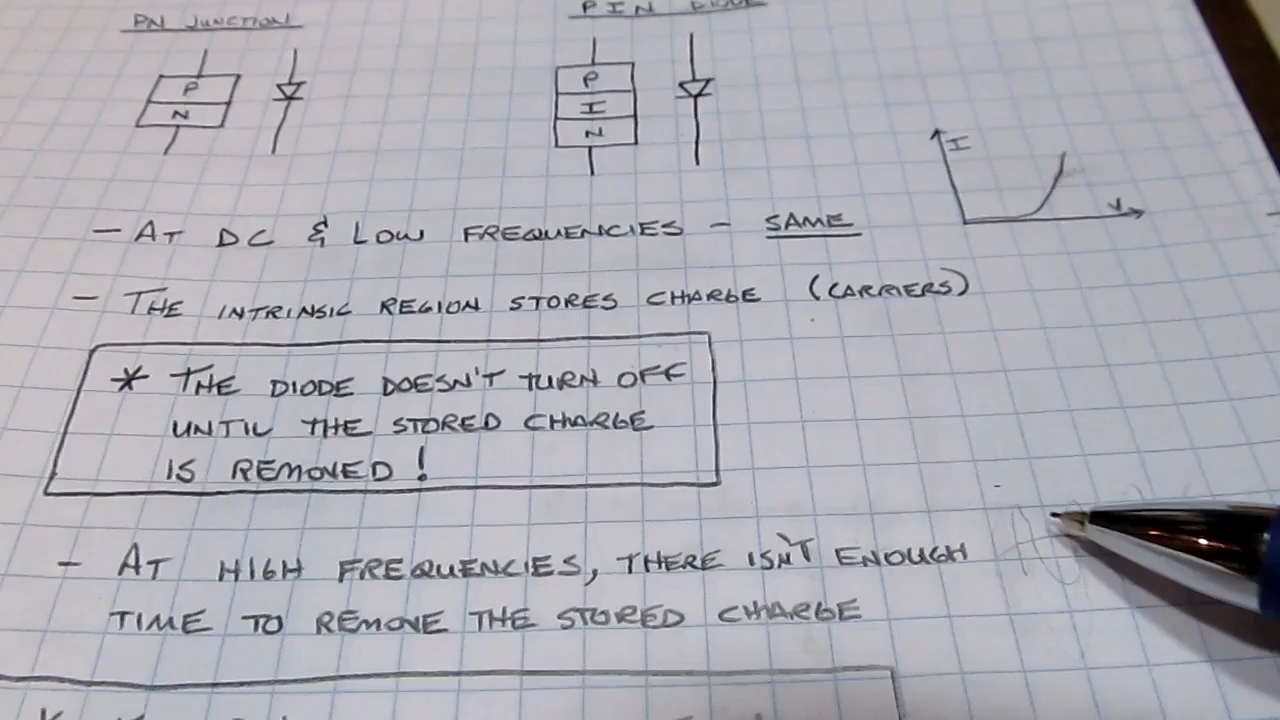 PN JUNCTION
PIN DIODE
P
N
P
I
N
I
V
- AT DC & LOW FREQUENCIES - SAME
- THE INTRINSIC REGION STORES CHARGE (CARRIERS)
* THE DIODE DOESN'T TURN OFF
UNTIL THE STORED CHARGE
IS REMOVED!
- AT HIGH FREQUENCIES, THERE ISN'T ENOUGH
TIME TO REMOVE THE STORED CHARGE